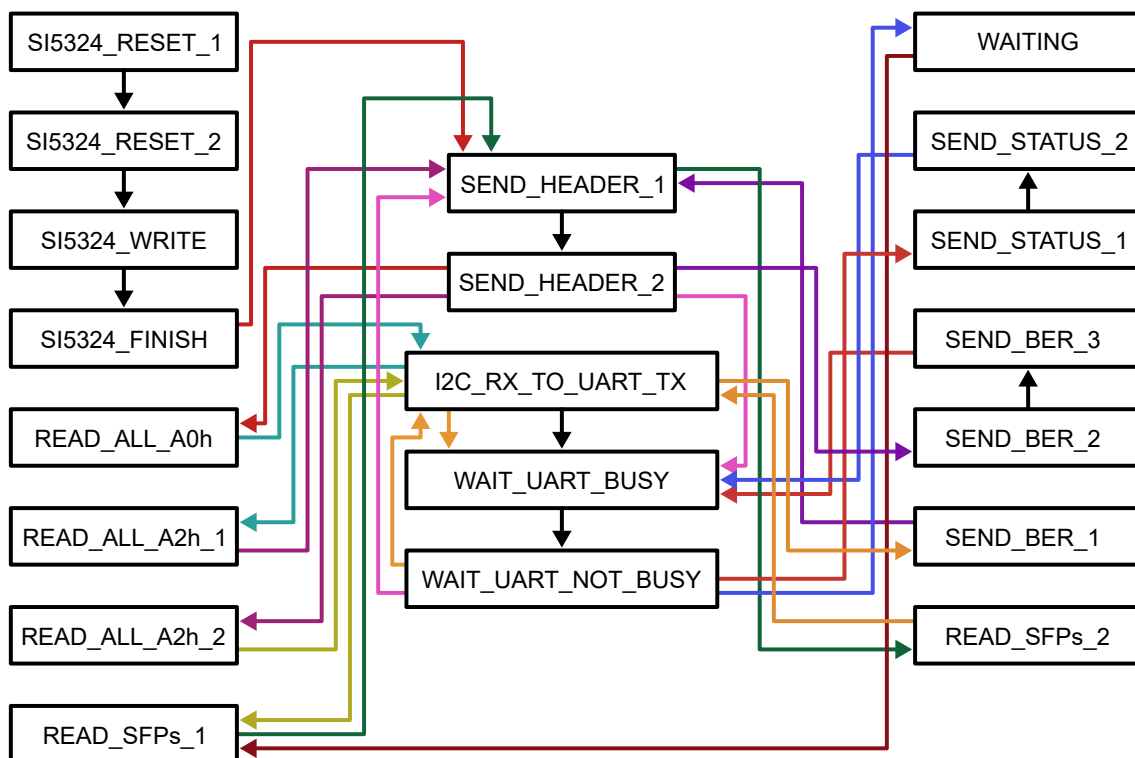 SI5324_RESET_1
SI5324_RESET_2
SI5324_WRITE
SI5324_FINISH
READ_ALL_A0h
READ_ALL_A2h_1
READ_ALL_A2h_2
READ_SFPs_1
SEND_HEADER_1
SEND_HEADER_2
I2C_RX_TO_UART_TX
WAIT_UART_BUSY
WAIT_UART_NOT_BUSY
WAITING
SEND_STATUS_2
SEND_STATUS_1
SEND_BER_3
SEND_BER_2
SEND_BER_1
READ_SFPs_2